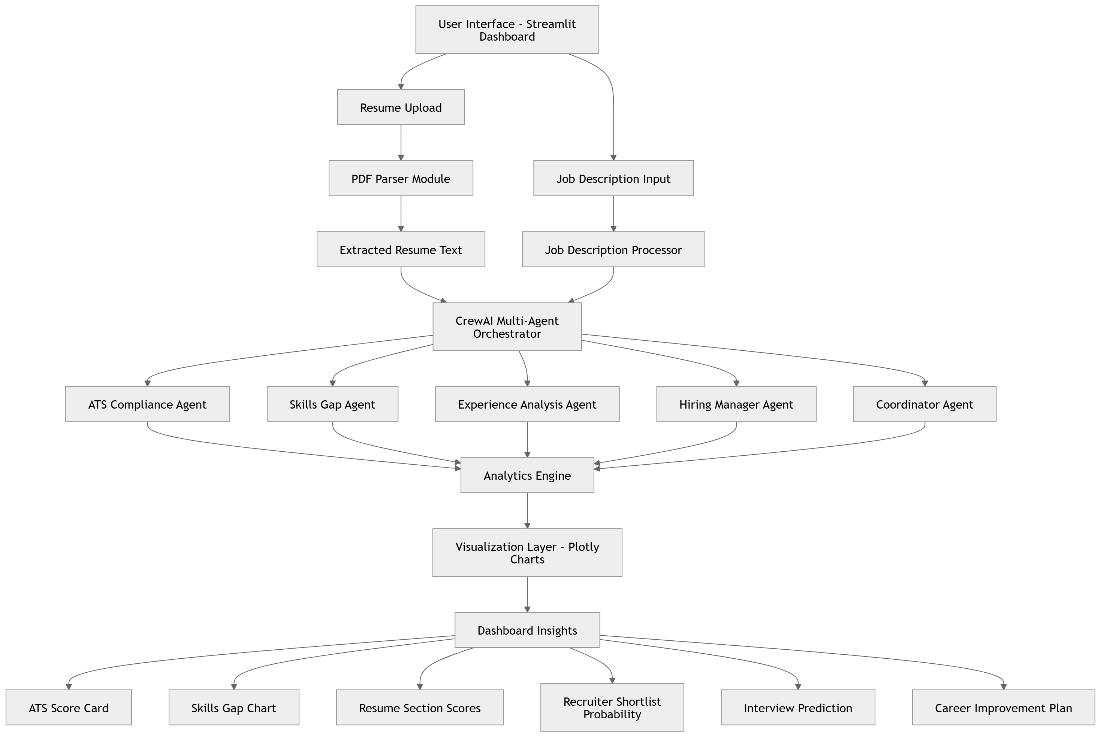 User Interface - Streamlit
Dashboard
Resume Upload
PDF Parser Module
Job Description Input
Extracted Resume Text
Job Description Processor
CrewAI Multi-Agent
Orchestrator
ATS Compliance Agent
Skills Gap Agent
Experience Analysis Agent
Hiring Manager Agent
Coordinator Agent
Analytics Engine
Visualization Layer - Plotly
Charts
Dashboard Insights
ATS Score Card
Skills Gap Chart
Resume Section Scores
Recruiter Shortlist
Probability
Interview Prediction
Career Improvement Plan